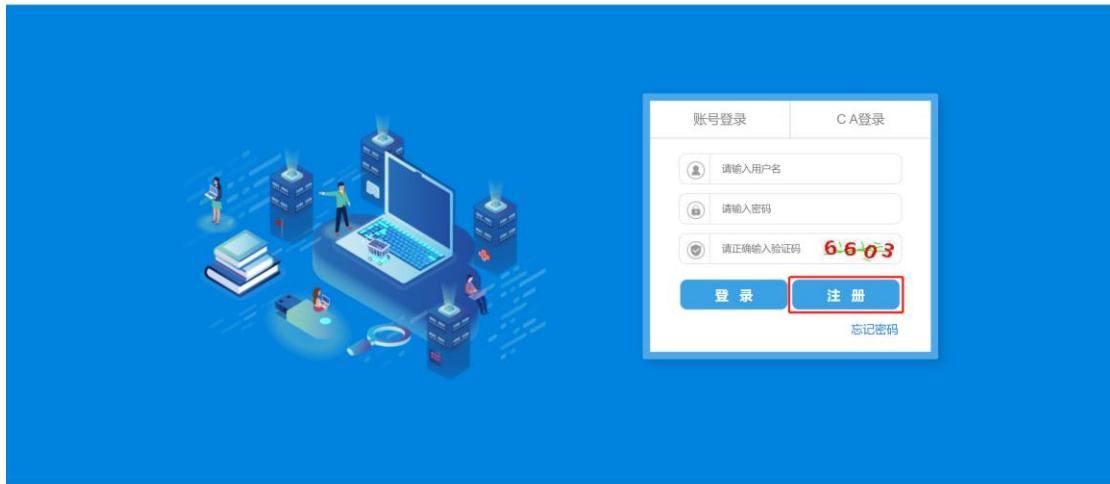 账号登录 CA登录
请输入用户名
请输入密码
请正确输入验证码 6603
登 录 注 册
忘记密码